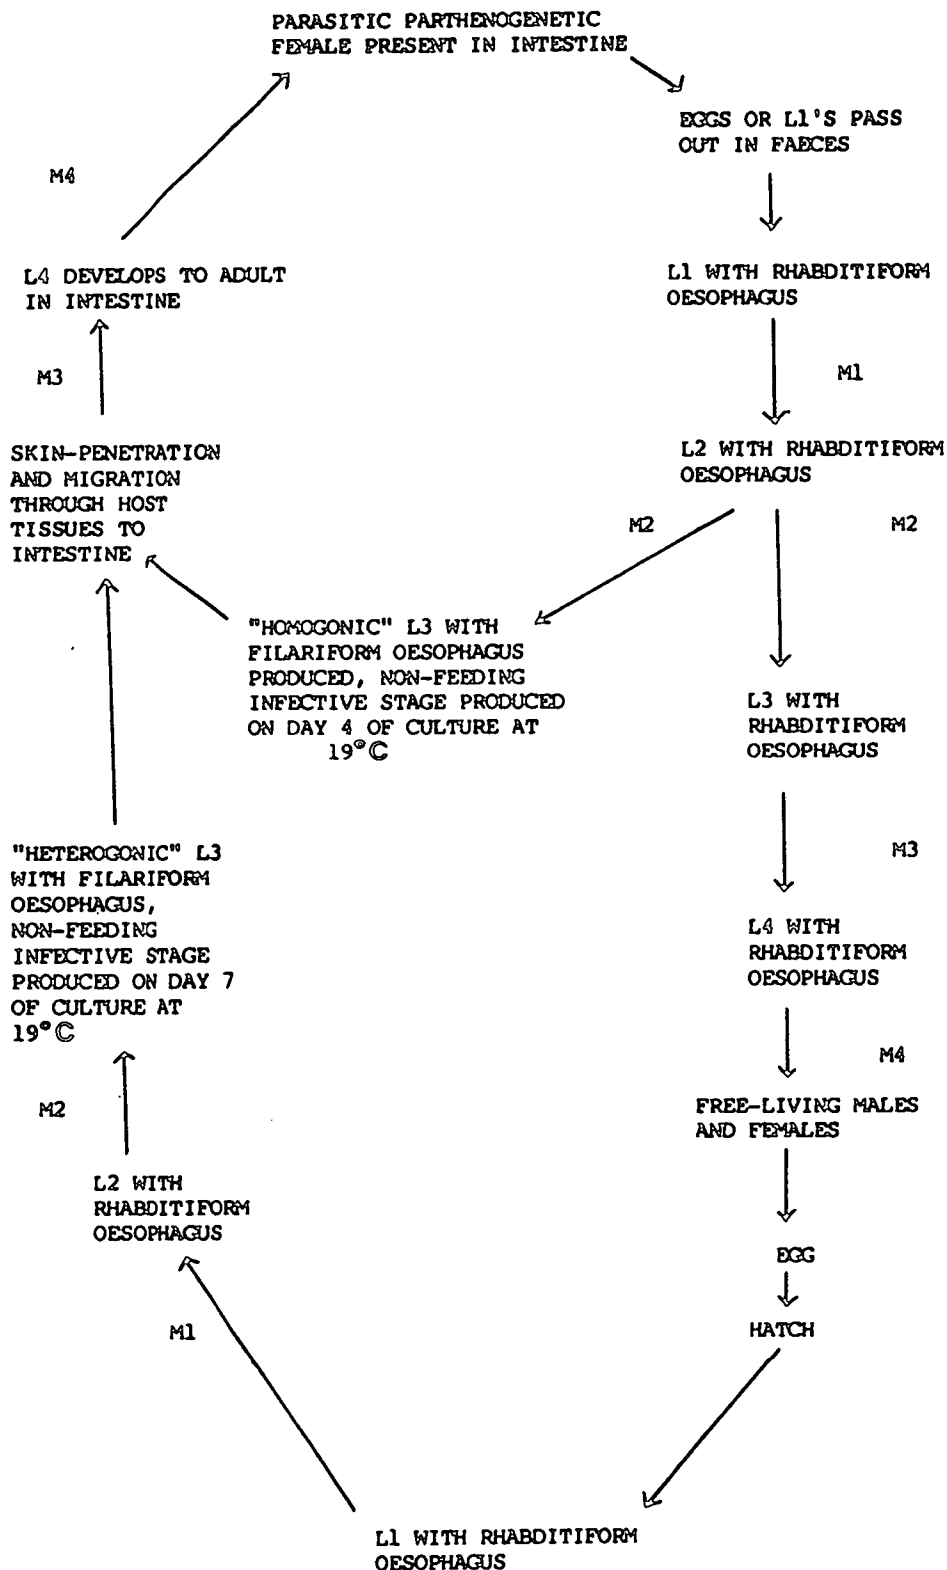 PARASITIC PARTHENOGENETIC
FEMALE PRESENT IN INTESTINE
EGGS OR L1'S PASS
OUT IN FAECES
M4
L4 DEVELOPS TO ADULT
IN INTESTINE
L1 WITH RHABDITIFORM
OESOPHAGUS
M3
M1
SKIN-PENETRATION
AND MIGRATION
THROUGH HOST
TISSUES TO
INTESTINE
L2 WITH RHABDITIFORM
OESOPHAGUS
M2
M2
"HOMOGONIC" L3 WITH
FILARIFORM OESOPHAGUS
PRODUCED, NON-FEEDING
INFECTIVE STAGE PRODUCED
ON DAY 4 OF CULTURE AT
19°C
L3 WITH
RHABDITIFORM
OESOPHAGUS
"HETEROGONIC" L3
WITH FILARIFORM
OESOPHAGUS,
NON-FEEDING
INFECTIVE STAGE
PRODUCED ON DAY 7
OF CULTURE AT
19°C
M3
L4 WITH
RHABDITIFORM
OESOPHAGUS
M4
FREE-LIVING MALES
AND FEMALES
M2
L2 WITH
RHABDITIFORM
OESOPHAGUS
EGG
HATCH
M1
L1 WITH RHABDITIFORM
OESOPHAGUS